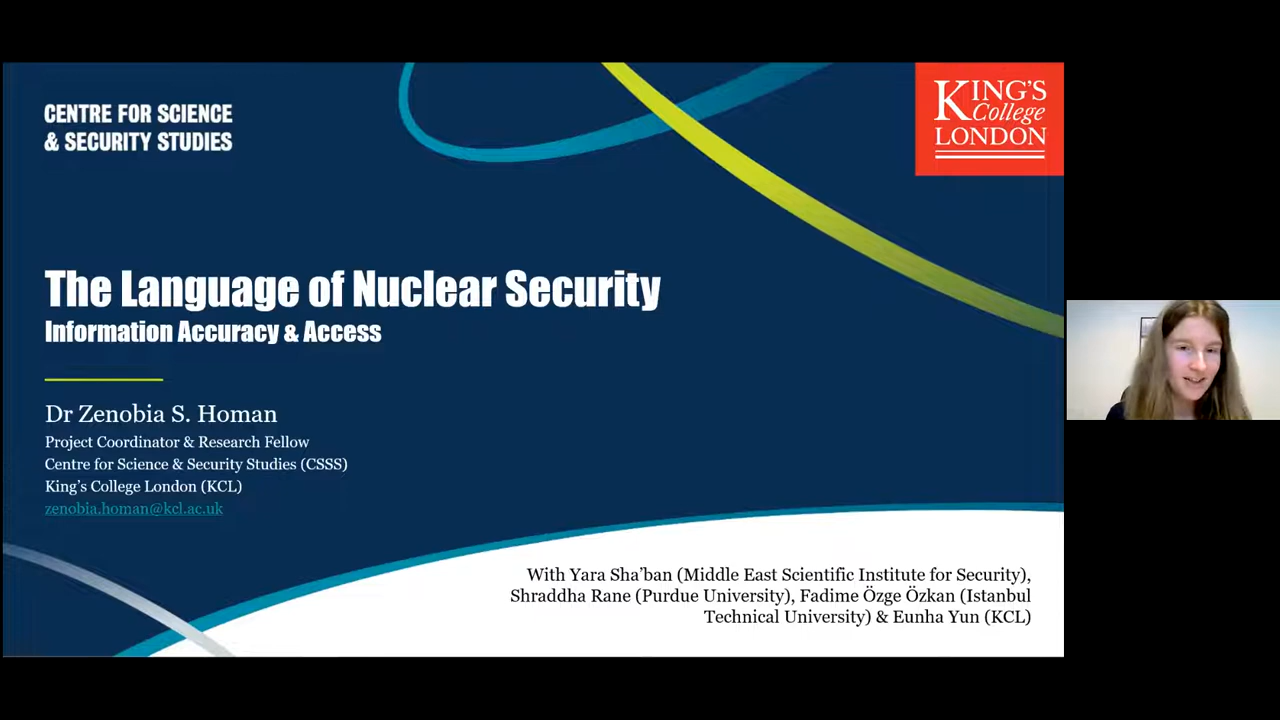 CENTRE FOR SCIENCE
& SECURITY STUDIES
KING'S
College
LONDON
The Language of Nuclear Security
Information Accuracy & Access
Dr Zenobia S. Homan
Project Coordinator & Research Fellow
Centre for Science & Security Studies (CSSS)
King's College London (KCL)
zenobia.homan@kcl.ac.uk
With Yara Sha'ban (Middle East Scientific Institute for Security),
Shraddha Rane (Purdue University), Fadime Özge Özkan (Istanbul
Technical University) & Eunha Yun (KCL)